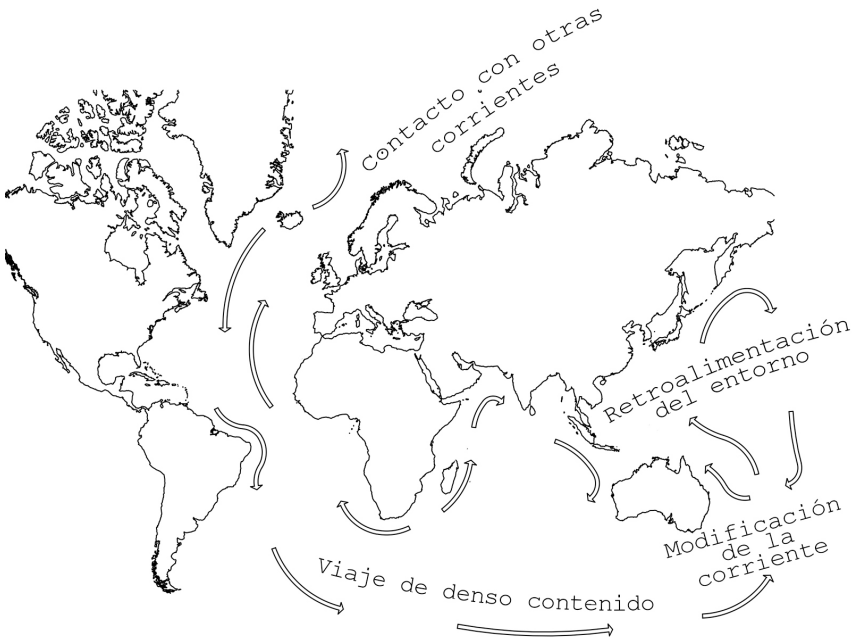 Contacto con otras
corrientes
Retroalimentación
del entorno
Modificación
de la
corriente
Viaje de denso contenido